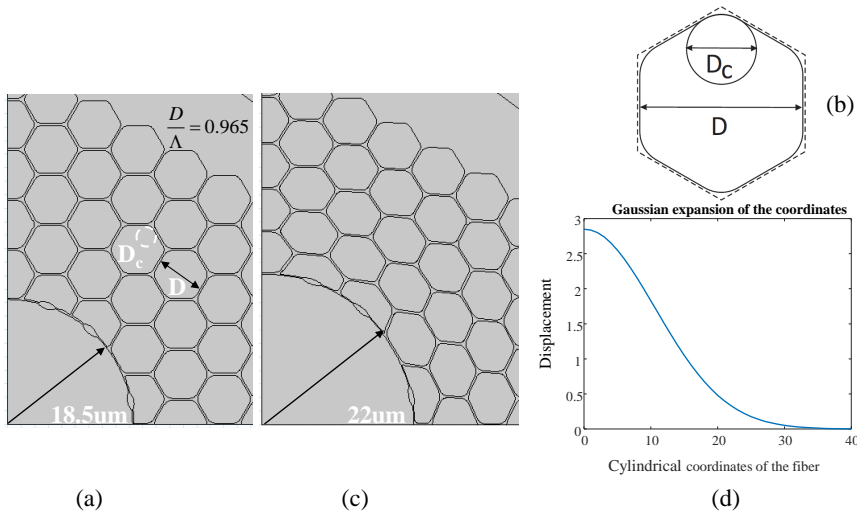 D
Λ = 0.965
D_c
D
18.5um
(a)
22um
(c)
D_C
D
(b)
Gaussian expansion of the coordinates
Displacement
3
2.5
2
1.5
1
0.5
0
0 10 20 30 40
Cylindrical coordinates of the fiber
(d)